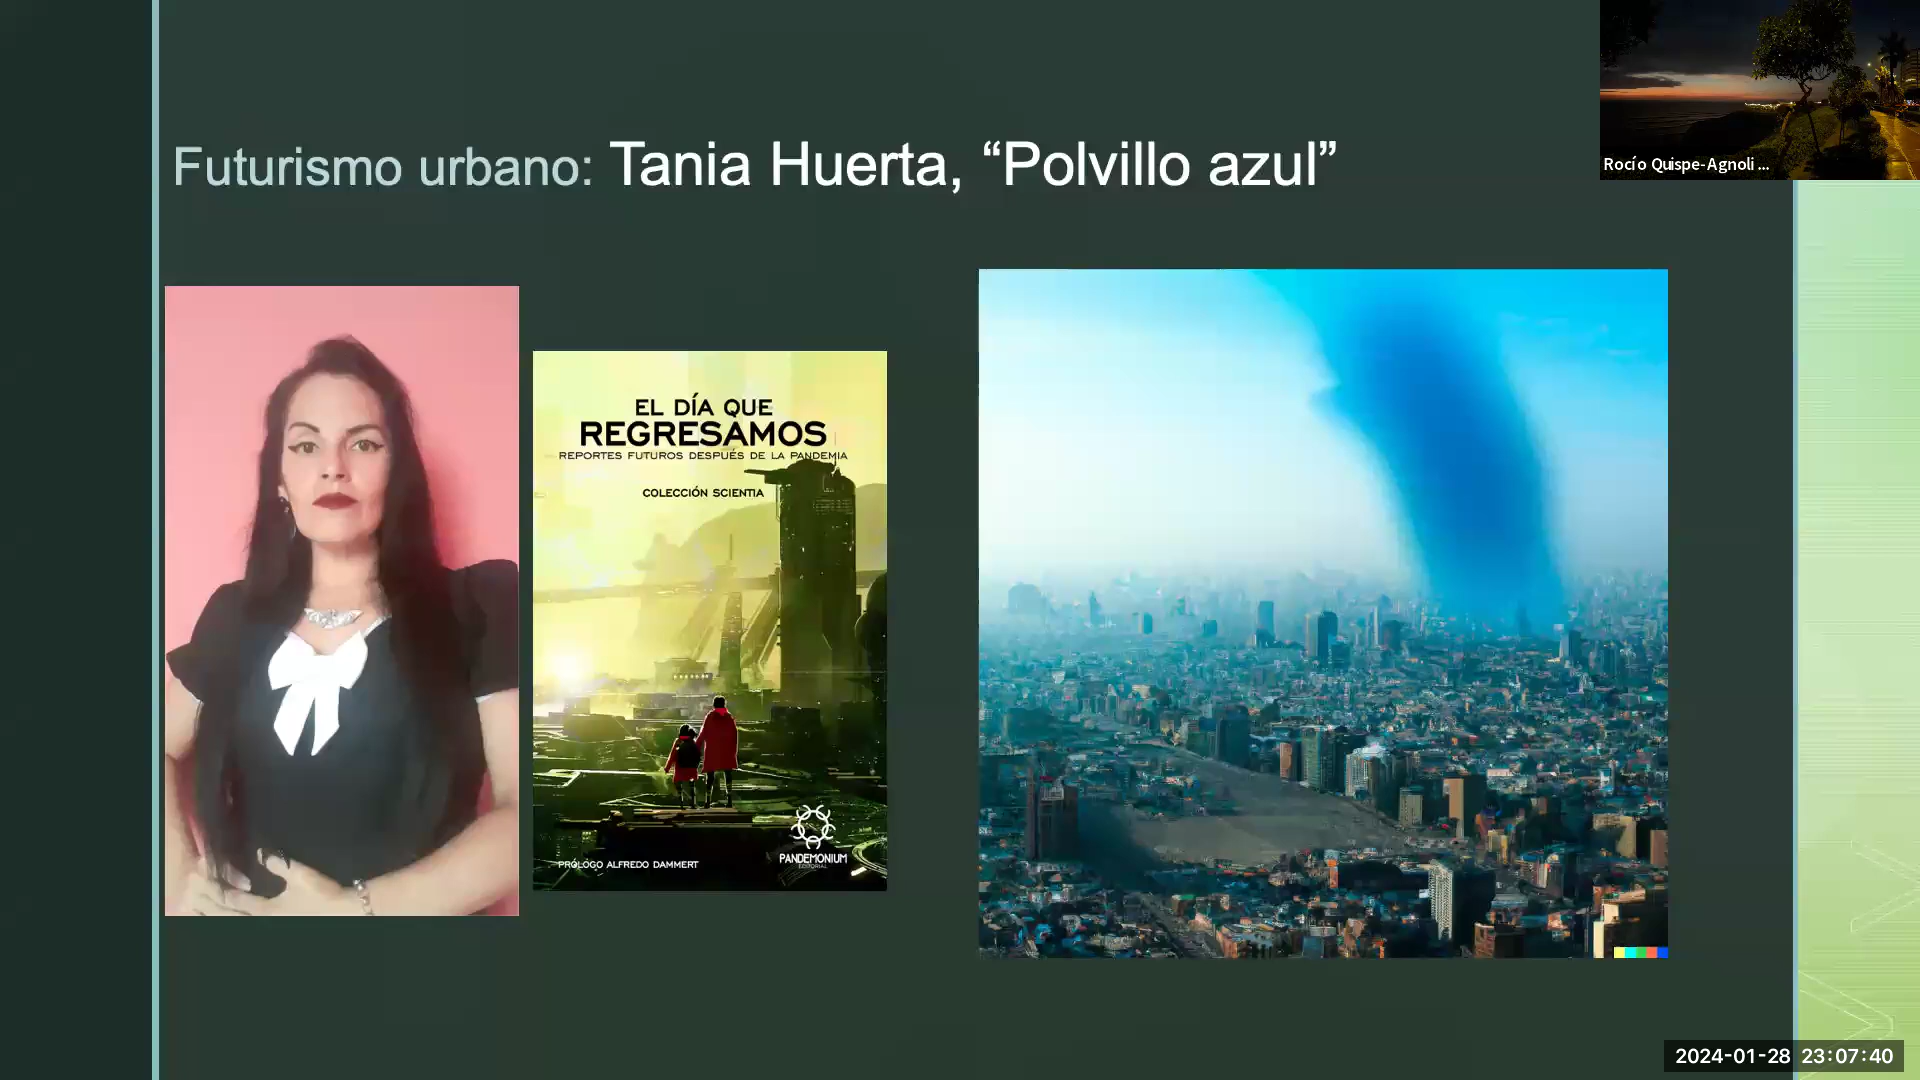 Rocío Quispe-Agnoli ...
Futurismo urbano: Tania Huerta, “Polvillo azul”
EL DÍA QUE
REGRESAMOS
REPORTES FUTUROS DESPUÉS DE LA PANDEMIA
COLECCIÓN SCIENTIA
PRÓLOGO ALFREDO DAMMERT
PANDEMONIUM
EDITORIAL
2024-01-28 23:07:40